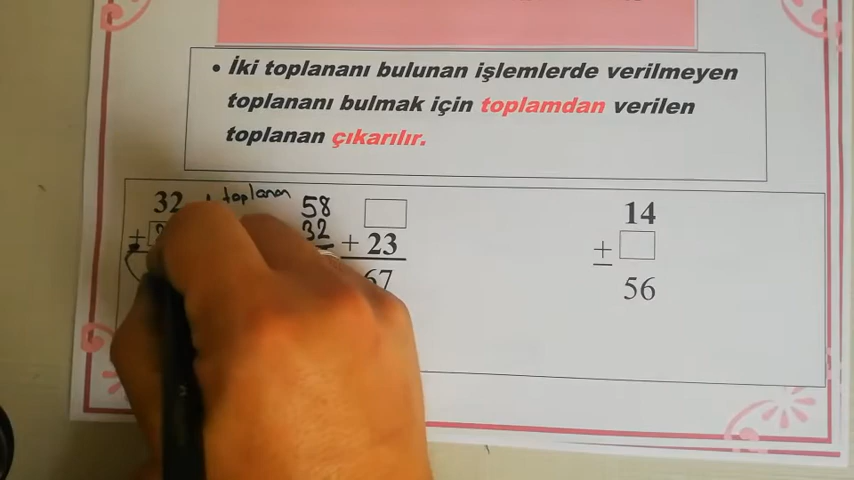 • İki toplananı bulunan işlemlerde verilmeyen
toplananı bulmak için toplamdan verilen
toplanan çıkarılır.
32 toplanan 58 14
+ 32 + 23 +
67 56